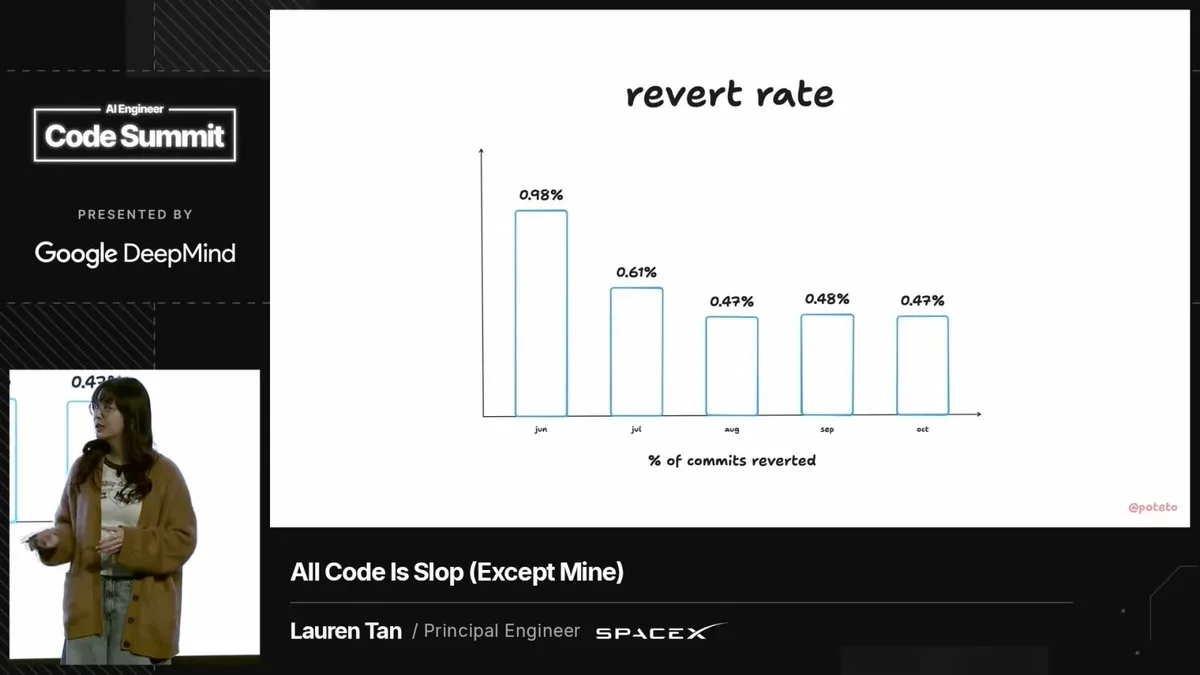 AI Engineer
Code Summit
PRESENTED BY
Google DeepMind
revert rate
0.98%
0.61%
0.47%
0.48%
0.47%
jun
jul
aug
sep
oct
% of commits reverted
@poteto
0.47%
All Code Is Slop (Except Mine)
Lauren Tan / Principal Engineer SPACEX